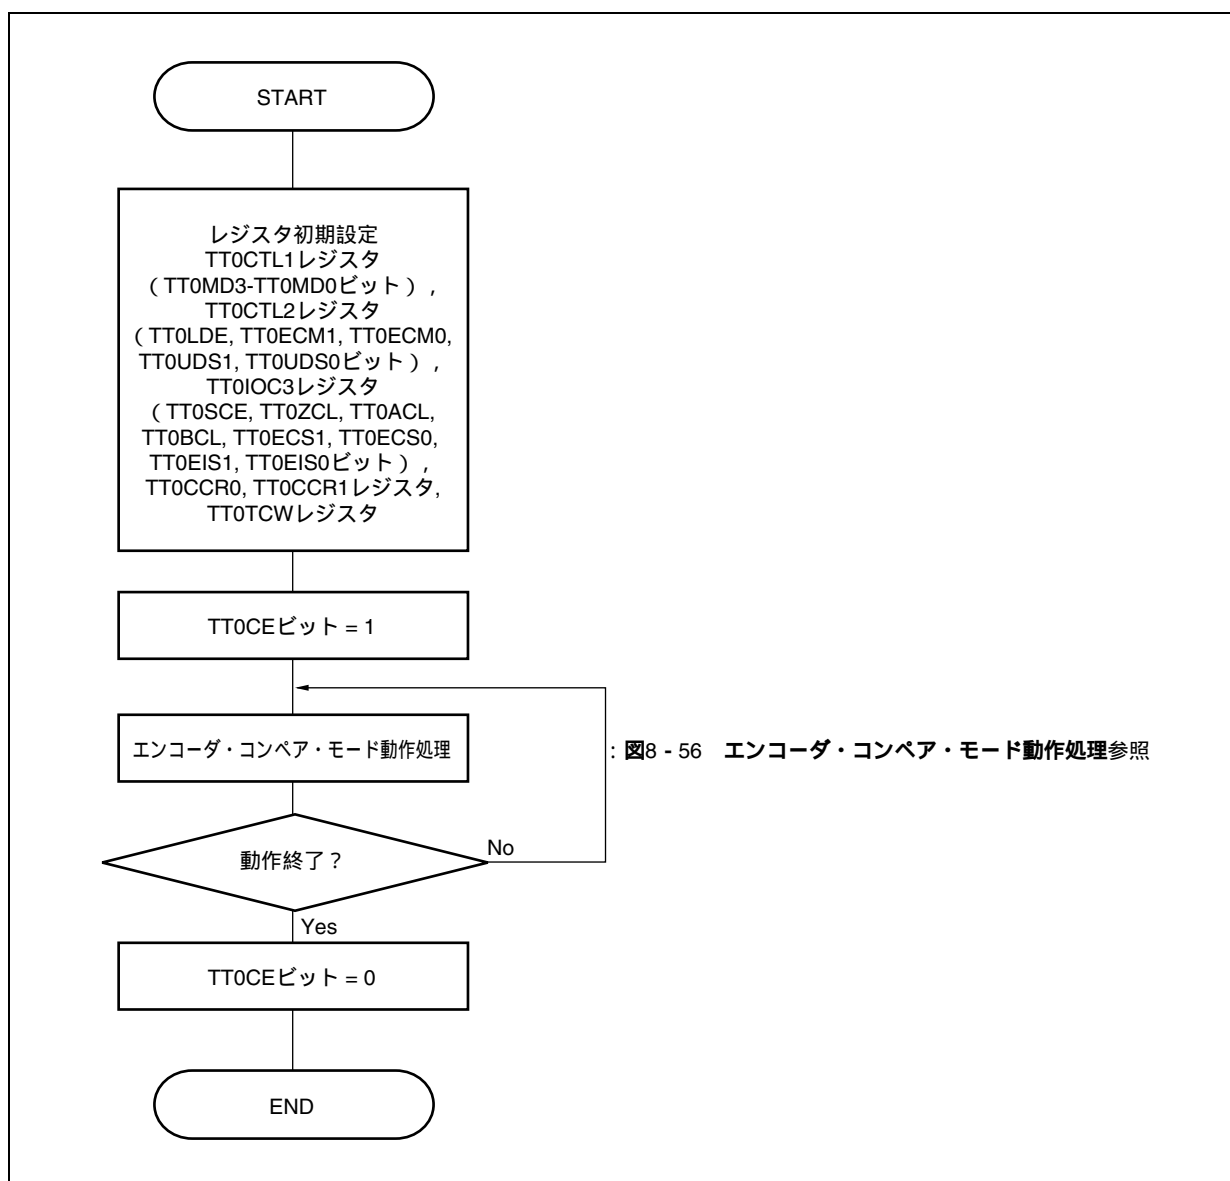 START
レジスタ初期設定
TT0CTL1レジスタ
（TT0MD3-TT0MD0ビット），
TT0CTL2レジスタ
（TT0LDE, TT0ECM1, TT0ECM0,
TT0UDS1, TT0UDS0ビット），
TT0IOC3レジスタ
（TT0SCE, TT0ZCL, TT0ACL,
TT0BCL, TT0ECS1, TT0ECS0,
TT0EIS1, TT0EIS0ビット），
TT0CCR0, TT0CCR1レジスタ,
TT0TCWレジスタ
TT0CEビット = 1
エンコーダ・コンペア・モード動作処理
: 図8 - 56　エンコーダ・コンペア・モード動作処理参照
動作終了？
No
Yes
TT0CEビット = 0
END